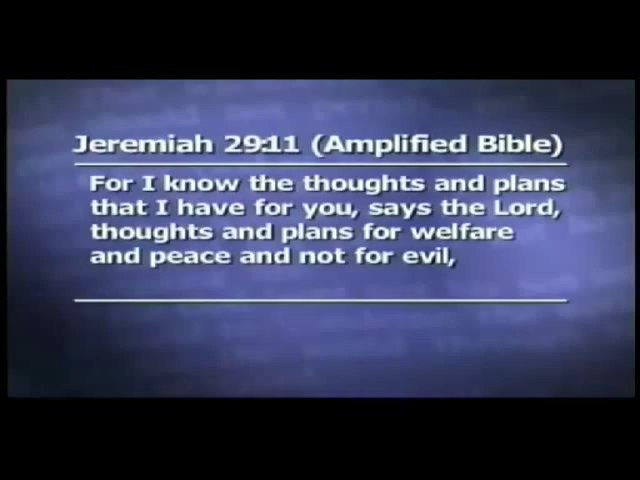 Jeremiah 29:11 (Amplified Bible)
For I know the thoughts and plans
that I have for you, says the Lord,
thoughts and plans for welfare
and peace and not for evil,